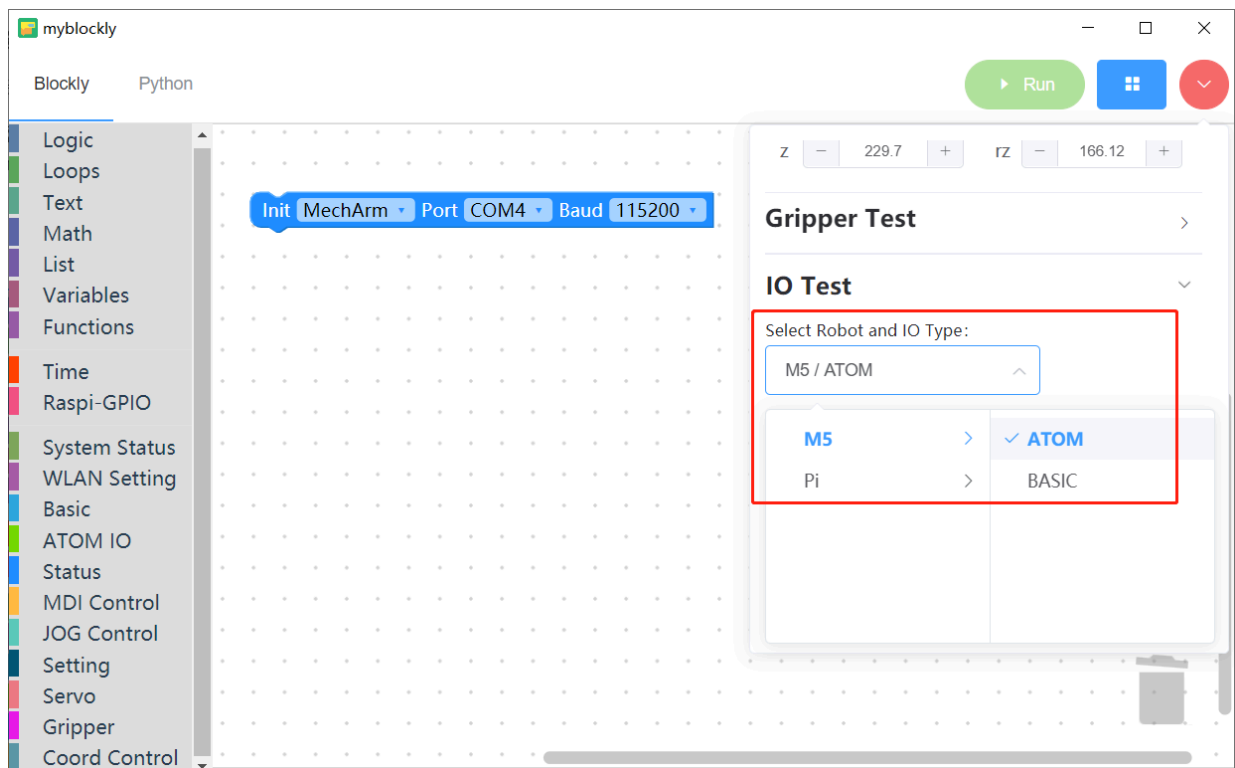 myblockly
Blockly Python
Run
Logic
Loops
Text
Math
List
Variables
Functions
Time
Raspi-GPIO
System Status
WLAN Setting
Basic
ATOM IO
Status
MDI Control
JOG Control
Setting
Servo
Gripper
Coord Control
Init MechArm Port COM4 Baud 115200
z − 229.7 + rz − 166.12 +
Gripper Test
IO Test
Select Robot and IO Type:
M5 / ATOM
M5 ATOM
Pi BASIC